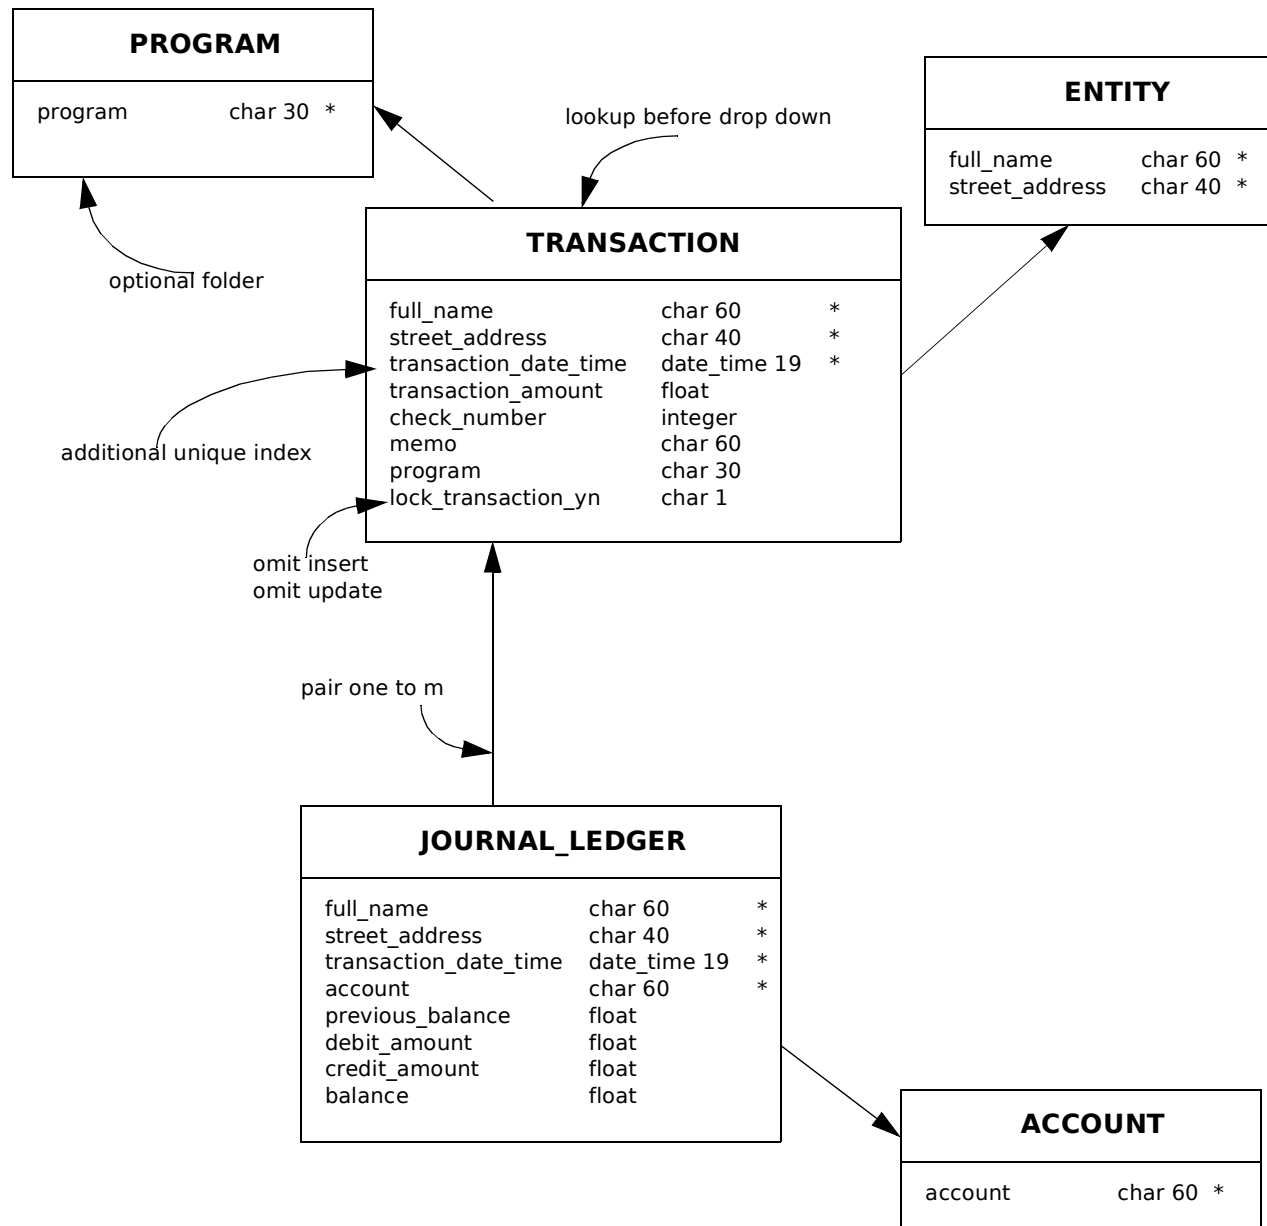 PROGRAM
program char 30 *
optional folder
lookup before drop down
ENTITY
full_name char 60 *
street_address char 40 *
TRANSACTION
full_name char 60 *
street_address char 40 *
transaction_date_time date_time 19 *
transaction_amount float
check_number integer
memo char 60
program char 30
lock_transaction_yn char 1
additional unique index
omit insert
omit update
pair one to m
JOURNAL_LEDGER
full_name char 60 *
street_address char 40 *
transaction_date_time date_time 19 *
account char 60 *
previous_balance float
debit_amount float
credit_amount float
balance float
ACCOUNT
account char 60 *